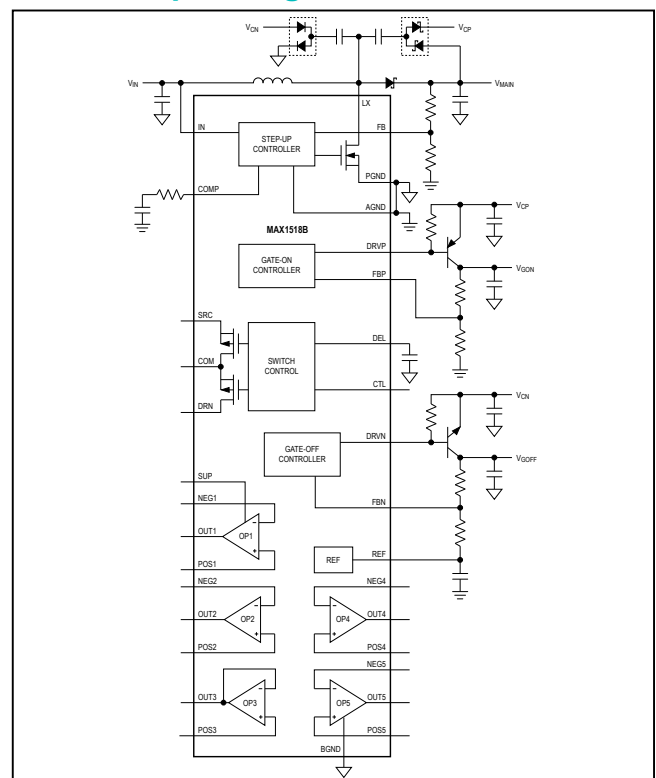 VCN
VCP
VIN
VMAIN
LX
IN
FB
STEP-UP
CONTROLLER
PGND
COMP
AGND
MAX1518B
VCP
DRVP
GATE-ON
CONTROLLER
VGON
FBP
SRC
DEL
COM
SWITCH
CONTROL
CTL
DRN
VCN
DRVN
GATE-OFF
CONTROLLER
VGOFF
SUP
NEG1
FBN
OUT1
OP1
REF
REF
POS1
NEG2
NEG4
OUT2
OP2
OP4
OUT4
POS2
POS4
NEG5
OUT3
OP3
OP5
OUT5
POS3
POS5
BGND